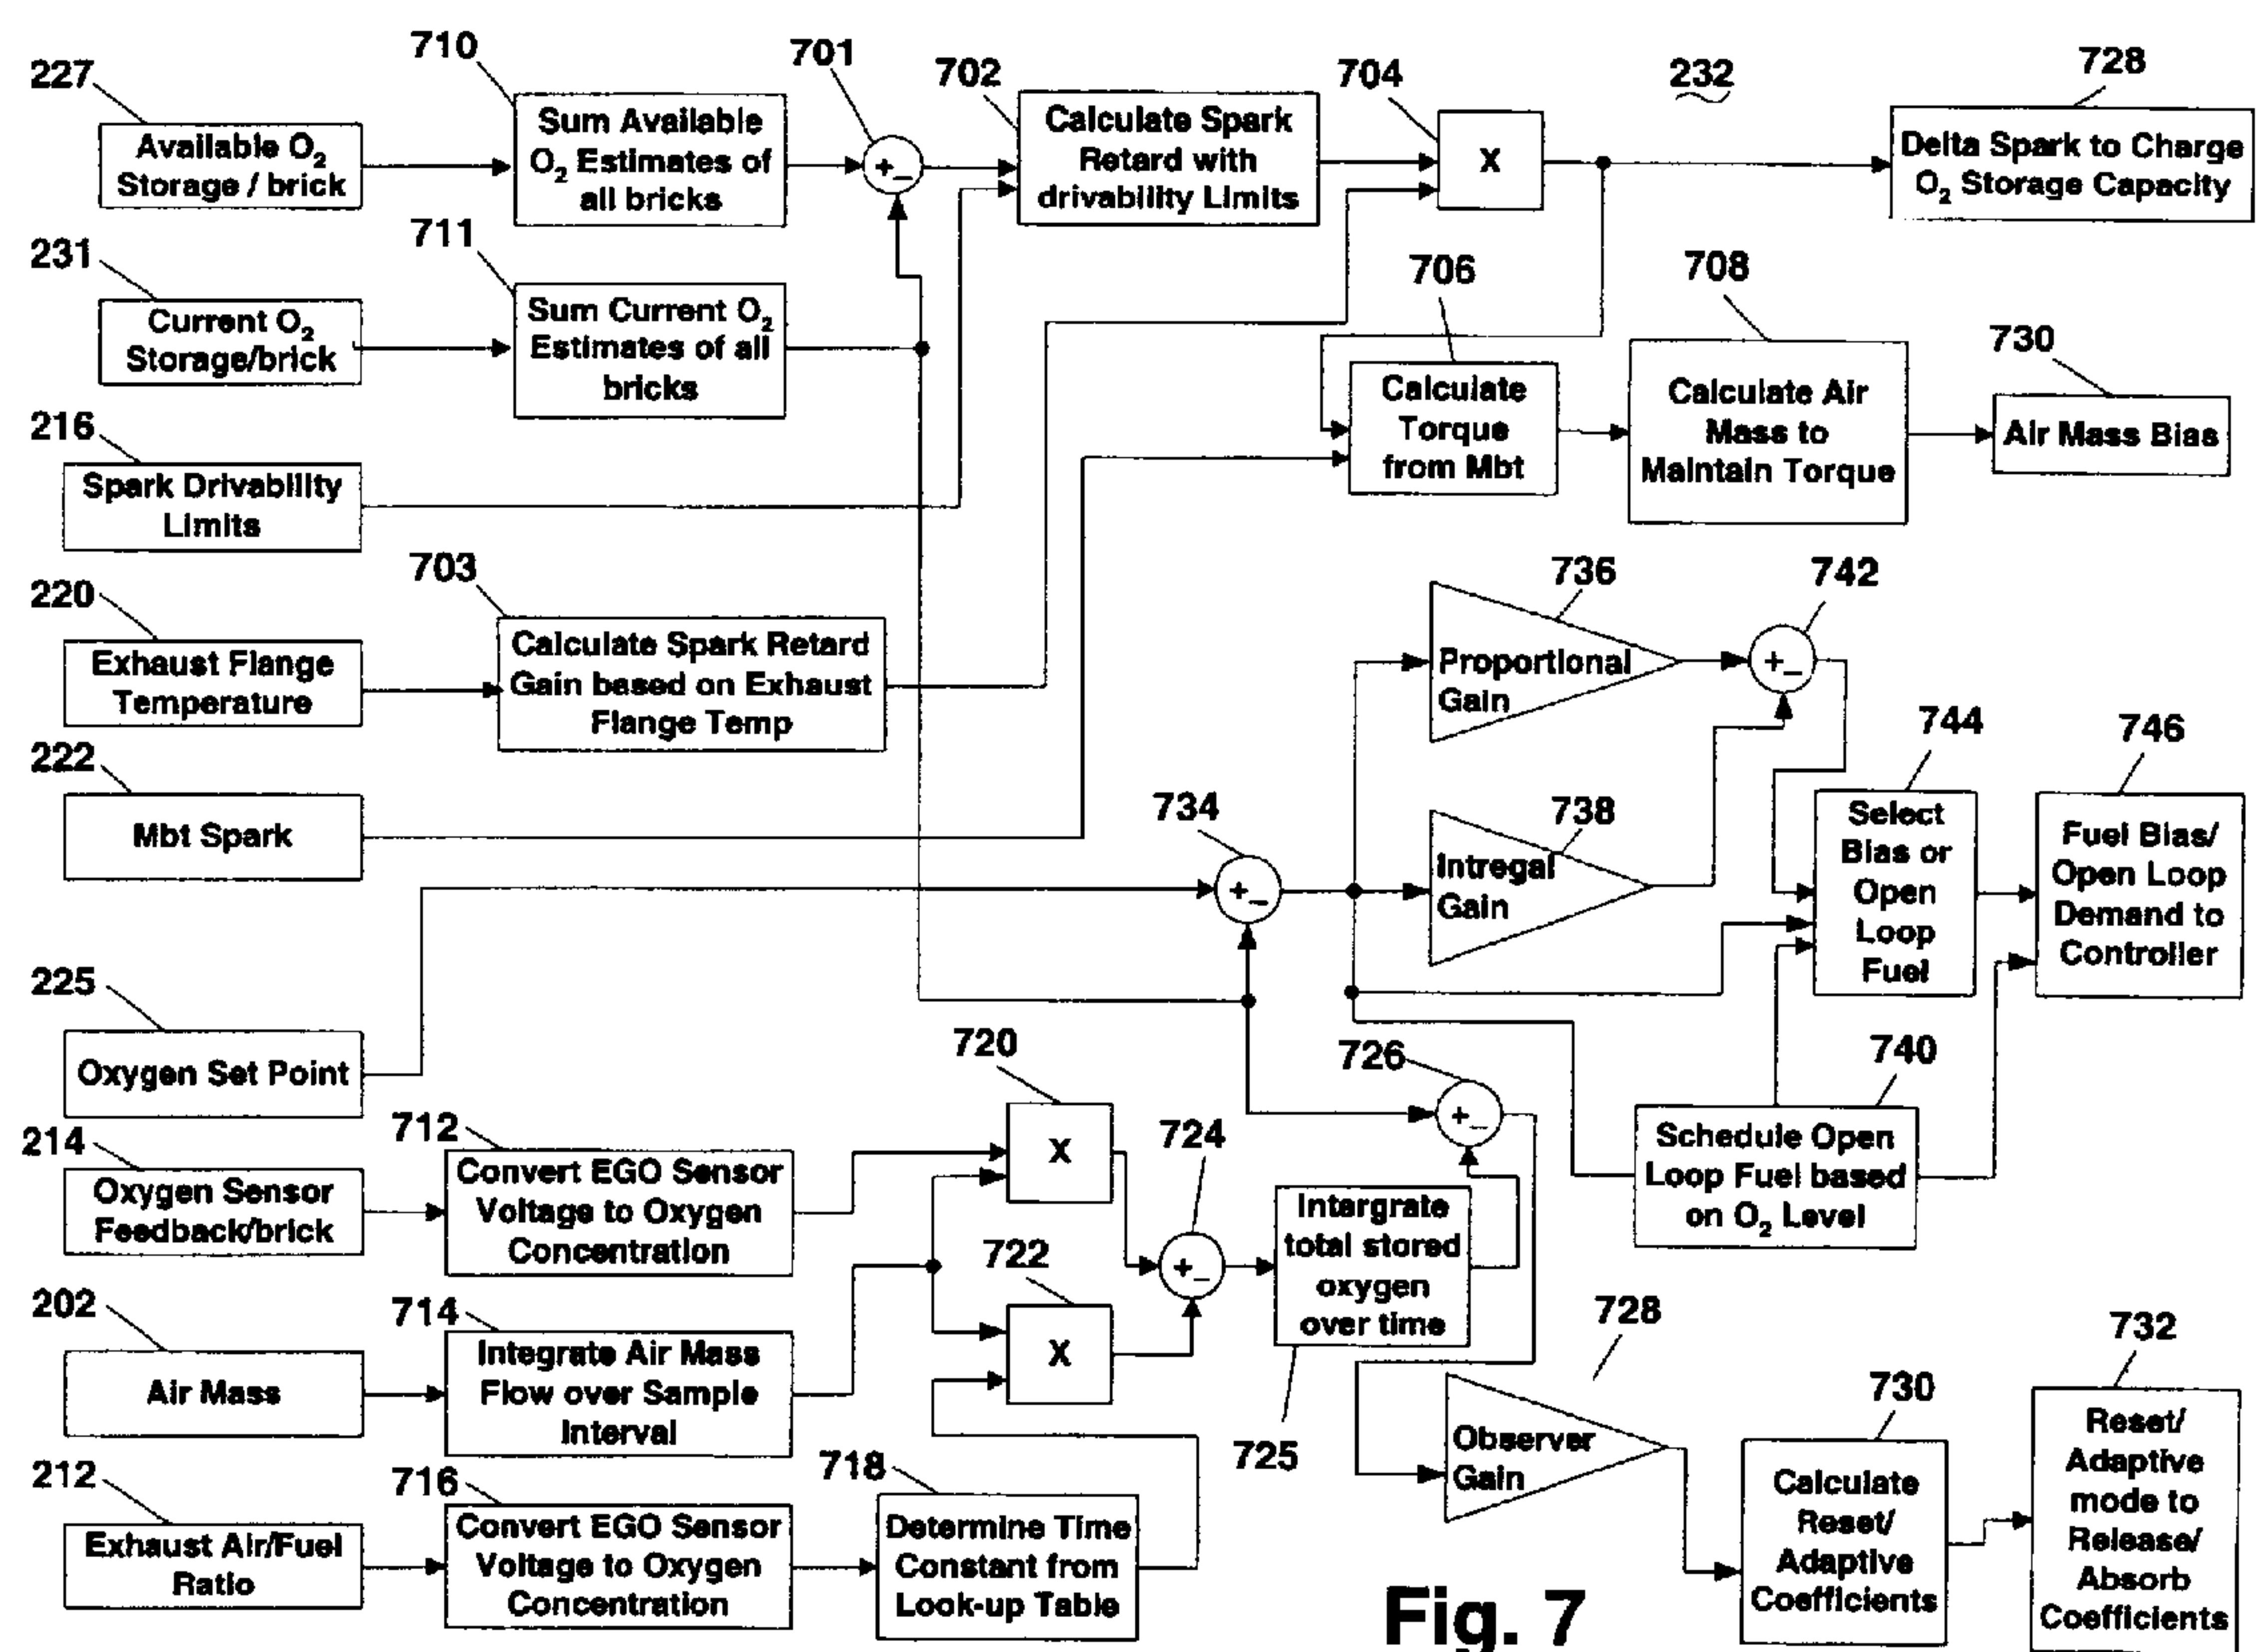 710
701
702
704
232
728
227
Available O₂
Storage / brick
Sum Available
O₂ Estimates of
all bricks
+
−
Calculate Spark
Retard with
drivability Limits
X
Delta Spark to Charge
O₂ Storage Capacity
231
711
706
708
730
Current O₂
Storage/brick
Sum Current O₂
Estimates of all
bricks
Calculate
Torque
from Mbt
Calculate Air
Mass to
Maintain Torque
Air Mass Bias
216
Spark Drivability
Limits
220
703
736
742
Exhaust Flange
Temperature
Calculate Spark Retard
Gain based on Exhaust
Flange Temp
Proportional
Gain
+
−
222
Mbt Spark
734
+
−
738
Intregal
Gain
744
746
Select
Bias or
Open
Loop
Fuel
Fuel Bias/
Open Loop
Demand to
Controller
225
Oxygen Set Point
720
726
740
214
712
724
Oxygen Sensor
Feedback/brick
Convert EGO Sensor
Voltage to Oxygen
Concentration
X
+
−
+
−
Schedule Open
Loop Fuel based
on O₂ Level
722
Intergrate
total stored
oxygen
over time
202
714
728
732
Air Mass
Integrate Air Mass
Flow over Sample
Interval
X
725
Observer
Gain
730
Calculate
Reset/
Adaptive
Coefficients
Reset/
Adaptive
mode to
Release/
Absorb
Coefficients
212
716
718
Exhaust Air/Fuel
Ratio
Convert EGO Sensor
Voltage to Oxygen
Concentration
Determine Time
Constant from
Look-up Table
Fig. 7